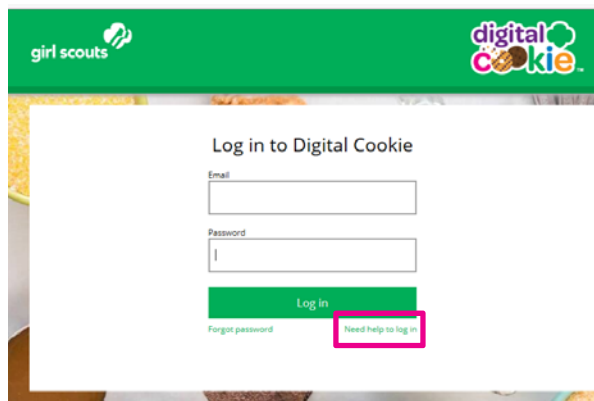 girl scouts
digital
cookie™
Log in to Digital Cookie
Email
Password
Log in
Forgot password
Need help to log in